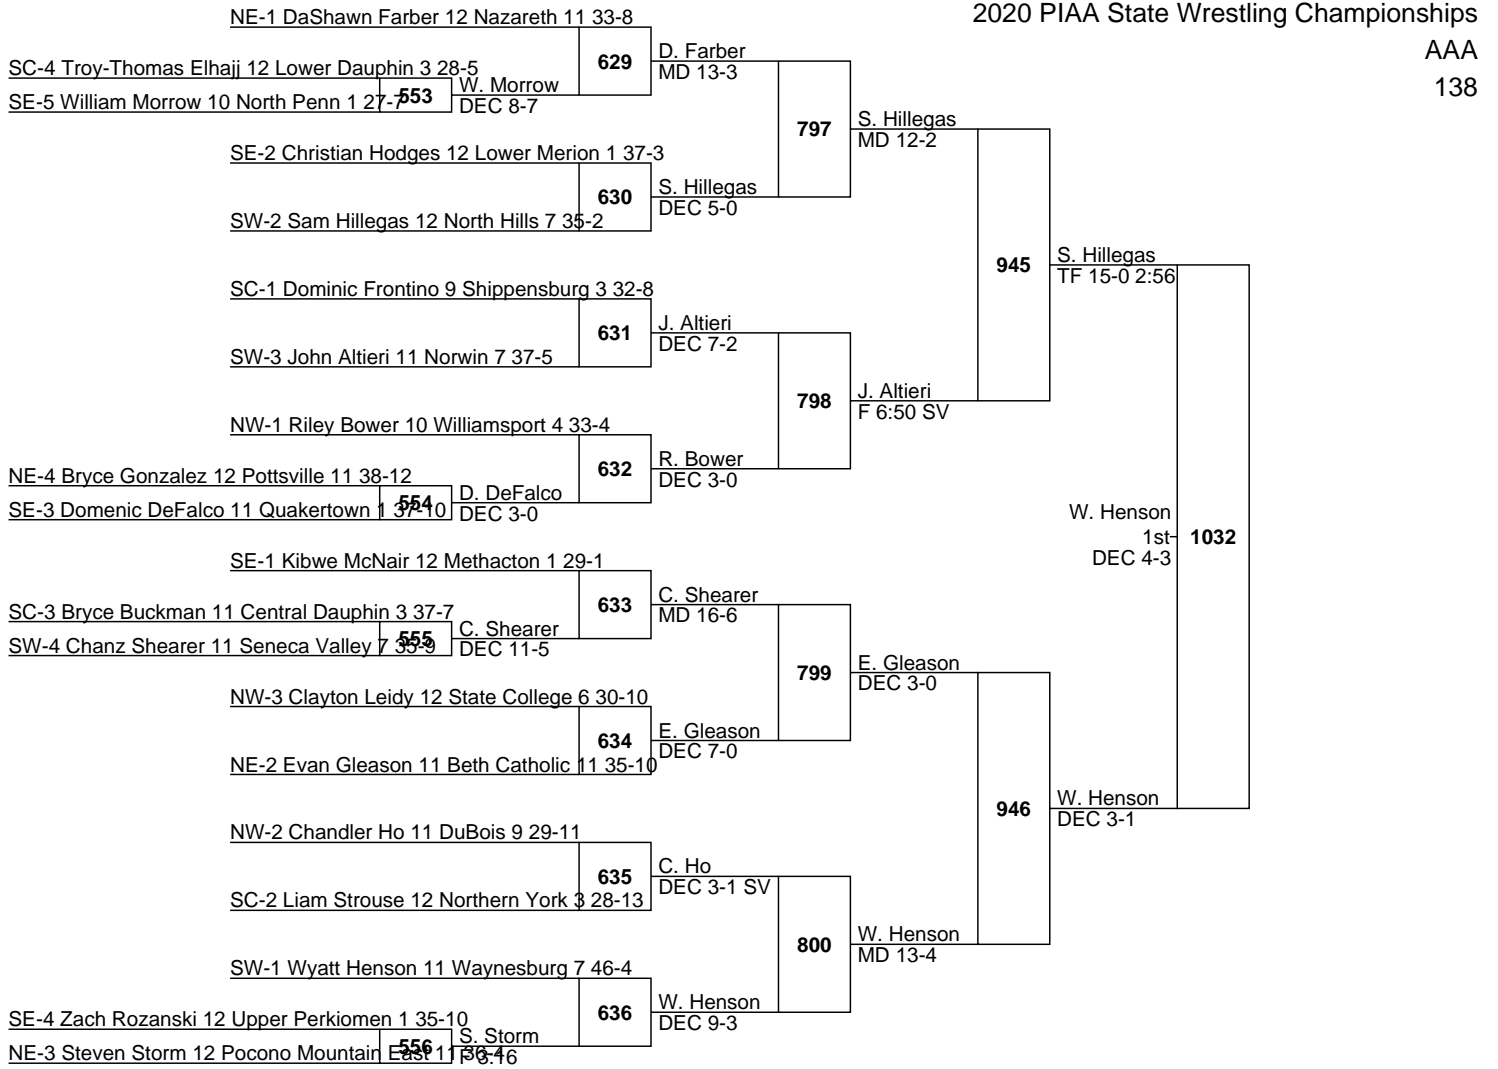 2020 PIAA State Wrestling Championships
AAA
138
NE-1 DaShawn Farber 12 Nazareth 11 33-8
629
D. Farber
MD 13-3
SC-4 Troy-Thomas Elhajj 12 Lower Dauphin 3 28-5
SE-5 William Morrow 10 North Penn 1 27-7
553
W. Morrow
DEC 8-7
797
S. Hillegas
MD 12-2
SE-2 Christian Hodges 12 Lower Merion 1 37-3
630
S. Hillegas
DEC 5-0
SW-2 Sam Hillegas 12 North Hills 7 35-2
945
S. Hillegas
TF 15-0 2:56
SC-1 Dominic Frontino 9 Shippensburg 3 32-8
631
J. Altieri
DEC 7-2
SW-3 John Altieri 11 Norwin 7 37-5
798
J. Altieri
F 6:50 SV
NW-1 Riley Bower 10 Williamsport 4 33-4
632
R. Bower
DEC 3-0
NE-4 Bryce Gonzalez 12 Pottsville 11 38-12
SE-3 Domenic DeFalco 11 Quakertown 1 37-10
554
D. DeFalco
DEC 3-0
W. Henson
1st
DEC 4-3
1032
SE-1 Kibwe McNair 12 Methacton 1 29-1
633
C. Shearer
MD 16-6
SC-3 Bryce Buckman 11 Central Dauphin 3 37-7
SW-4 Chanz Shearer 11 Seneca Valley 7 35-9
555
C. Shearer
DEC 11-5
799
E. Gleason
DEC 3-0
NW-3 Clayton Leidy 12 State College 6 30-10
634
E. Gleason
DEC 7-0
NE-2 Evan Gleason 11 Beth Catholic 11 35-10
946
W. Henson
DEC 3-1
NW-2 Chandler Ho 11 DuBois 9 29-11
635
C. Ho
DEC 3-1 SV
SC-2 Liam Strouse 12 Northern York 3 28-13
800
W. Henson
MD 13-4
SW-1 Wyatt Henson 11 Waynesburg 7 46-4
636
W. Henson
DEC 9-3
SE-4 Zach Rozanski 12 Upper Perkiomen 1 35-10
NE-3 Steven Storm 12 Pocono Mountain East 11 36-4
556
S. Storm
F 3:16